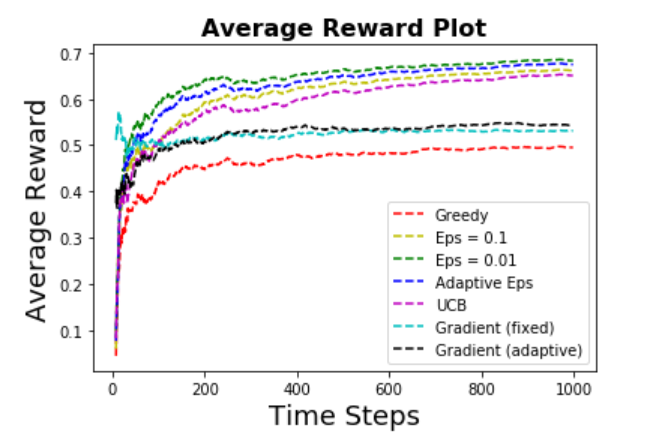 Average Reward Plot
Average Reward
0.7
0.6
0.5
0.4
0.3
0.2
0.1
Greedy
Eps = 0.1
Eps = 0.01
Adaptive Eps
UCB
Gradient (fixed)
Gradient (adaptive)
0 200 400 600 800 1000
Time Steps